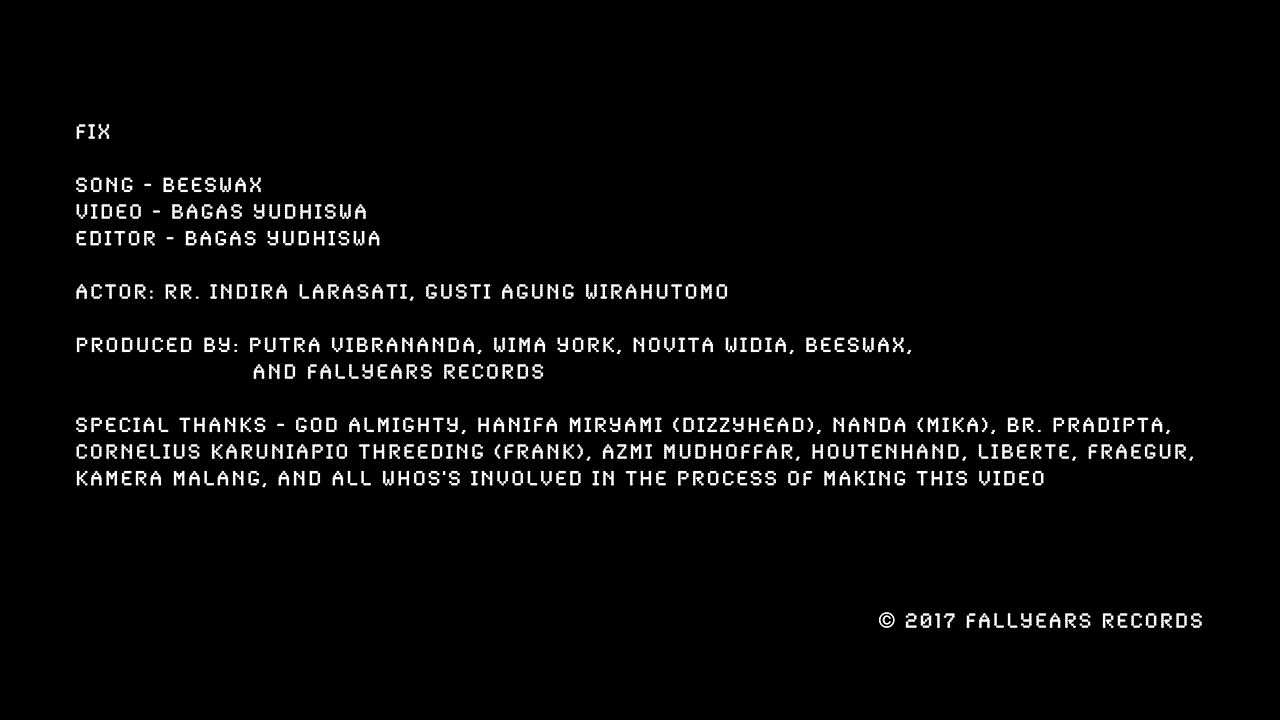 FIX
SONG - BEESWAX
VIDEO - BAGAS YUDHISWA
EDITOR - BAGAS YUDHISWA
ACTOR: RR. INDIRA LARASATI, GUSTI AGUNG WIRAHUTOMO
PRODUCED BY: PUTRA VIBRANANDA, WIMA YORK, NOVITA WIDIA, BEESWAX,
AND FALLYEARS RECORDS
SPECIAL THANKS - GOD ALMIGHTY, HANIFA MIRYAMI (DIZZYHEAD), NANDA (MIKA), BR. PRADIPTA,
CORNELIUS KARUNIAPIO THREEDING (FRANK), AZMI MUDHOFFAR, HOUTENHAND, LIBERTE, FRAEGUR,
KAMERA MALANG, AND ALL WHOS'S INVOLVED IN THE PROCESS OF MAKING THIS VIDEO
© 2017 FALLYEARS RECORDS